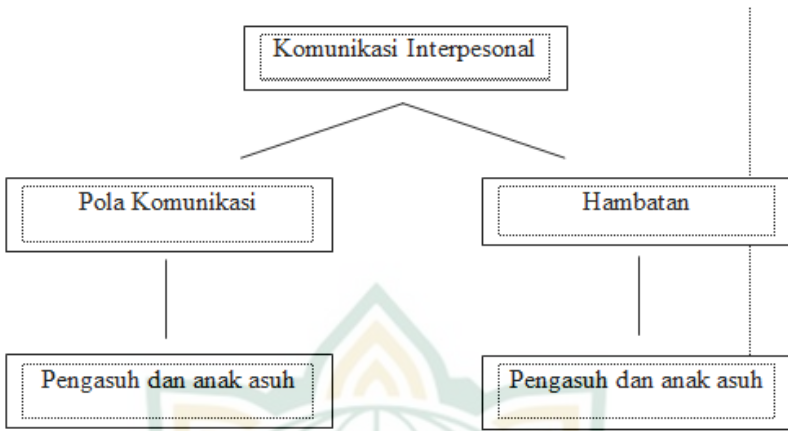 Komunikasi Interpesonal
Pola Komunikasi
Hambatan
Pengasuh dan anak asuh
Pengasuh dan anak asuh